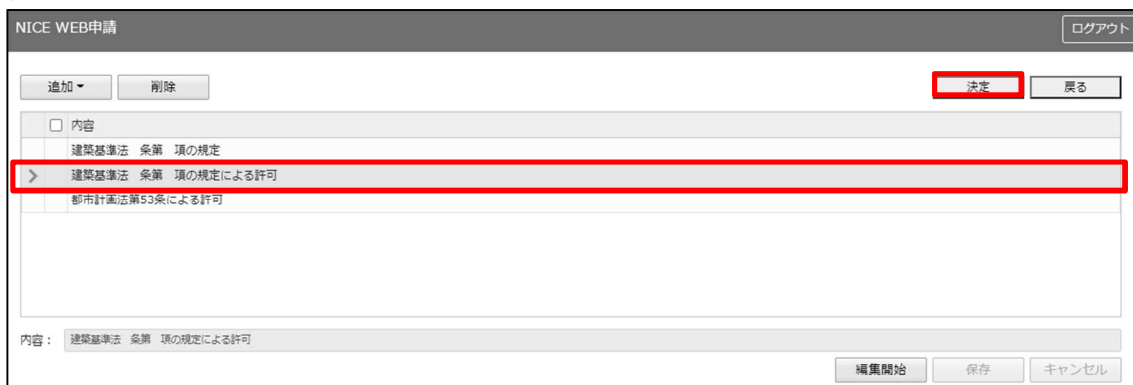 NICE WEB申請 ログアウト
追加 削除 決定 戻る
内容
建築基準法　条第　項の規定
建築基準法　条第　項の規定による許可
都市計画法第53条による許可
内容： 建築基準法　条第　項の規定による許可
編集開始 保存 キャンセル